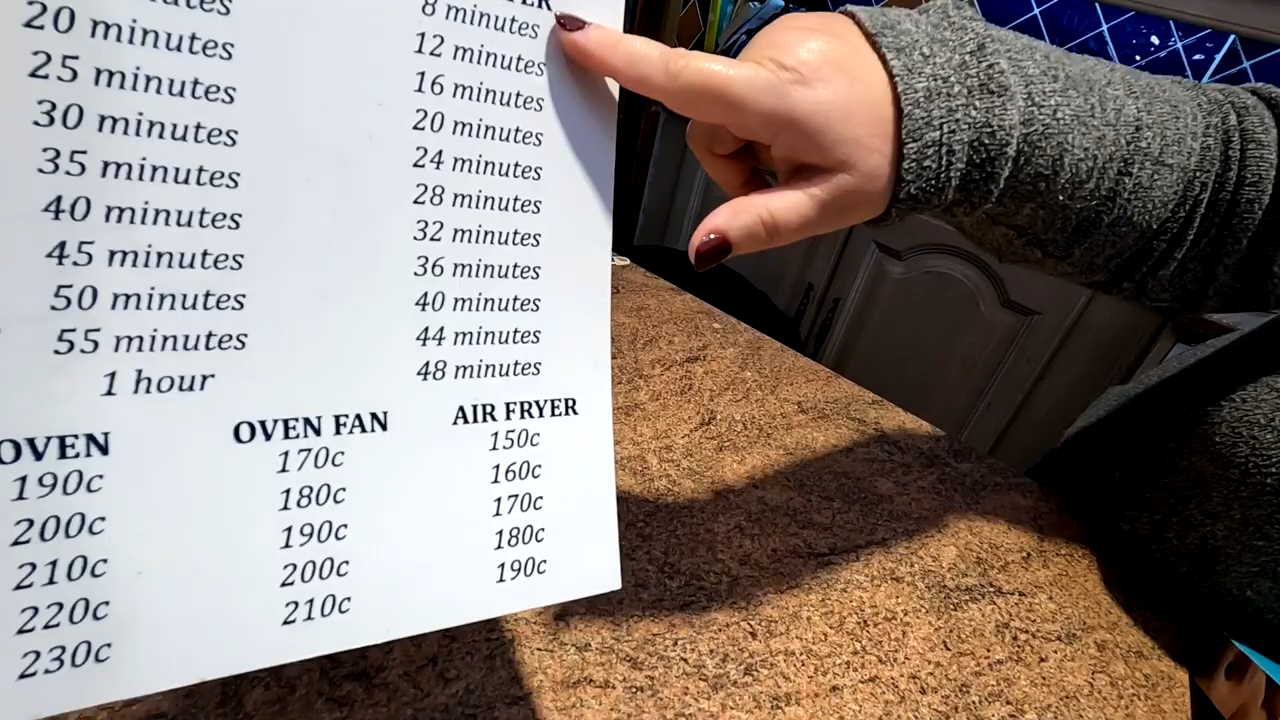 8 minutes
12 minutes
20 minutes 16 minutes
25 minutes 20 minutes
30 minutes 24 minutes
35 minutes 28 minutes
40 minutes 32 minutes
45 minutes 36 minutes
50 minutes 40 minutes
55 minutes 44 minutes
1 hour 48 minutes
OVEN OVEN FAN AIR FRYER
190c 170c 150c
200c 180c 160c
210c 190c 170c
220c 200c 180c
230c 210c 190c